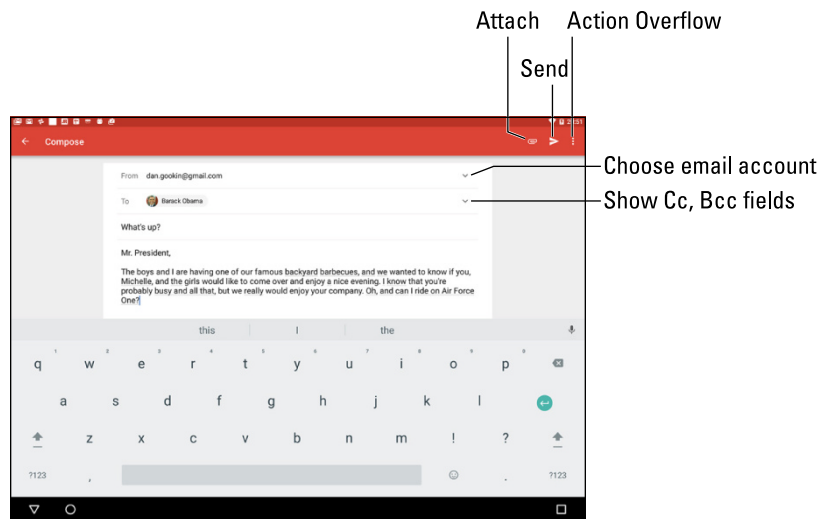 Attach Action Overflow
Send
Compose
From dan.gookin@gmail.com
Choose email account
To Barack Obama
Show Cc, Bcc fields
What's up?
Mr. President,
The boys and I are having one of our famous backyard barbecues, and we wanted to know if you,
Michelle, and the girls would like to come over and enjoy a nice evening. I know that you're
probably busy and all that, but we really would enjoy your company. Oh, and can I ride on Air Force
One?
this I the
1 2 3 4 5 6 7 8 9 0
q w e r t y u i o p
a s d f g h j k l
z x c v b n m ! ?
?123 , . ?123